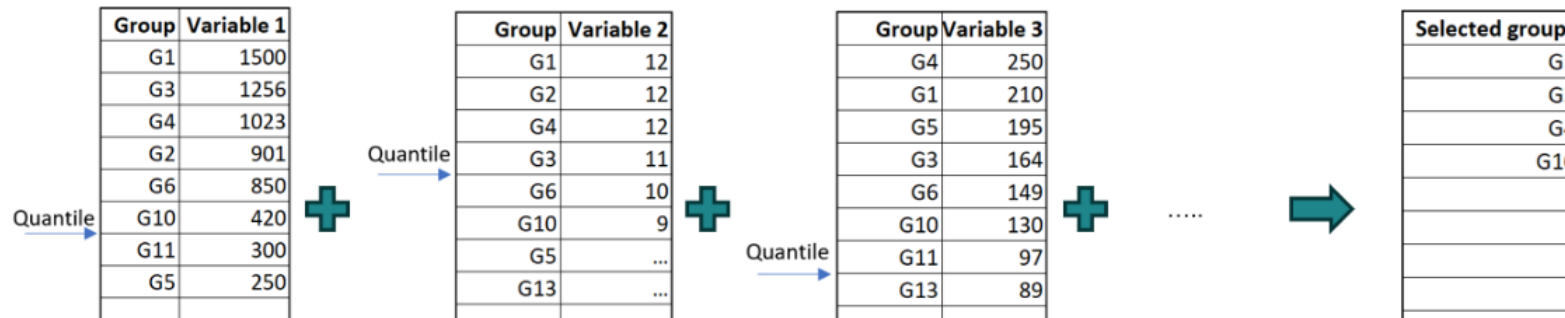 Group Variable 1
G1 1500
G3 1256
G4 1023
G2 901
G6 850
Quantile
G10 420
G11 300
G5 250
Group Variable 2
G1 12
G2 12
G4 12
Quantile
G3 11
G6 10
G10 9
G5 ...
G13 ...
Group Variable 3
G4 250
G1 210
G5 195
G3 164
G6 149
G10 130
Quantile
G11 97
G13 89
.....
Selected group